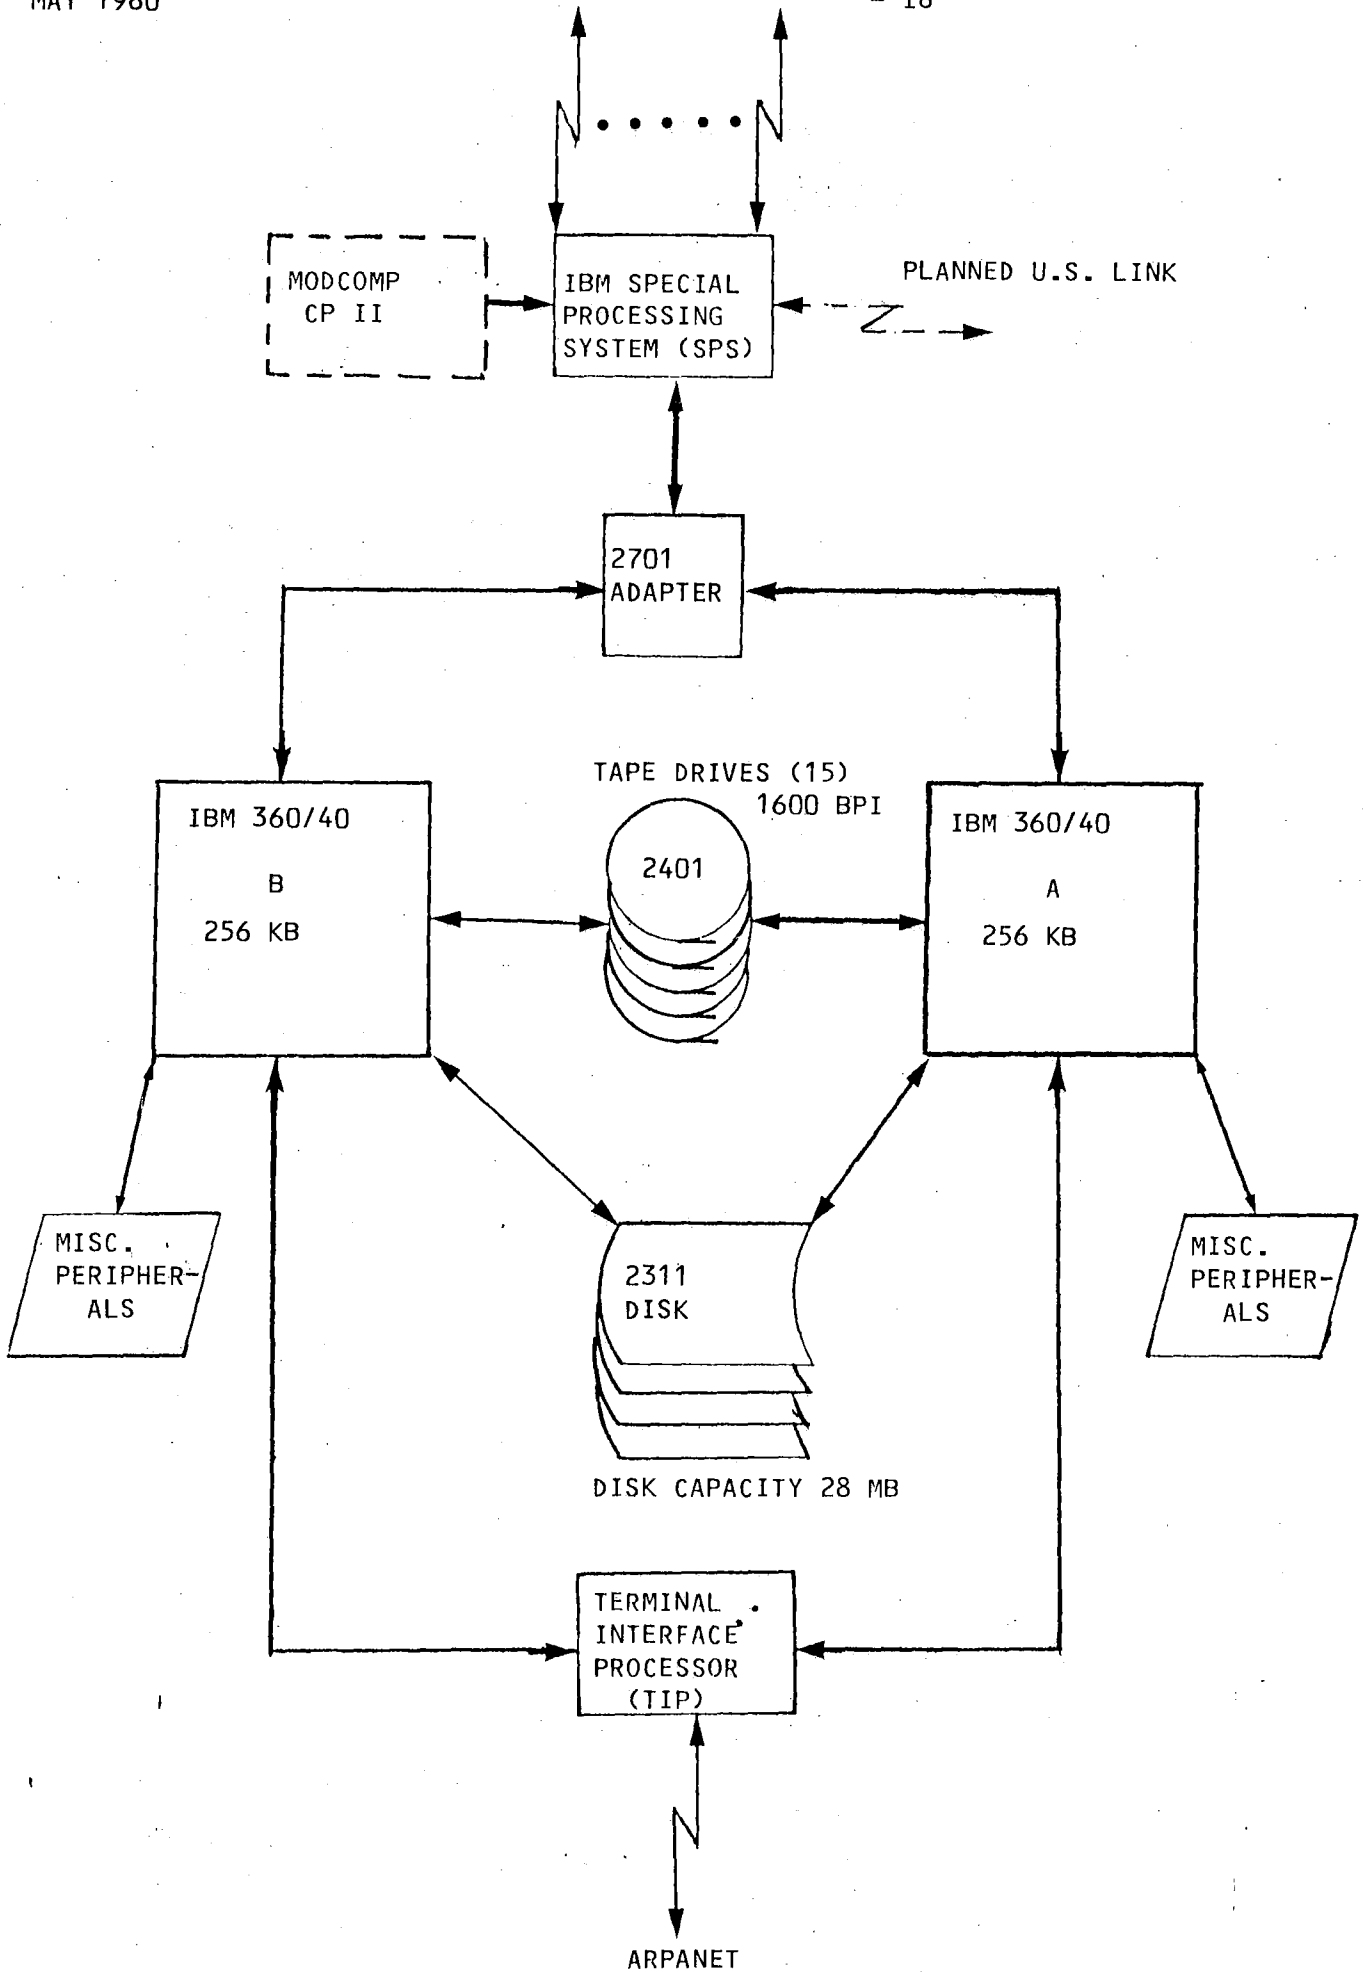 MAY 1980
- 18
MODCOMP
CP II
IBM SPECIAL
PROCESSING
SYSTEM (SPS)
PLANNED U.S. LINK
2701
ADAPTER
TAPE DRIVES (15)
1600 BPI
IBM 360/40
B
256 KB
2401
IBM 360/40
A
256 KB
MISC.
PERIPHER-
ALS
2311
DISK
MISC.
PERIPHER-
ALS
DISK CAPACITY 28 MB
TERMINAL
INTERFACE
PROCESSOR
(TIP)
ARPANET